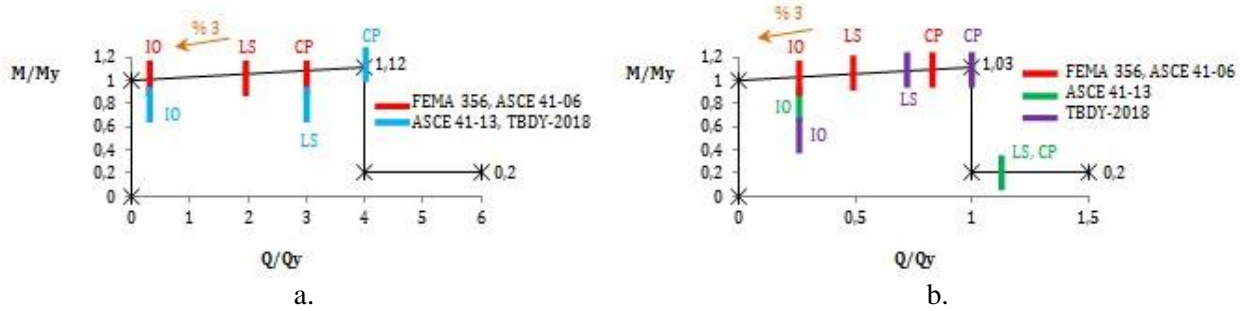 % 3
IO
LS
CP
CP
1,2
M/My
1
1,12
0,8
FEMA 356, ASCE 41-06
0,6
IO
ASCE 41-13, TBDY-2018
0,4
LS
0,2
0,2
0
0 1 2 3 4 5 6
Q/Qy
a.
% 3
IO
LS
CP
CP
1,2
M/My
1
1,03
FEMA 356, ASCE 41-06
0,8
LS
ASCE 41-13
IO
0,6
IO
TBDY-2018
0,4
LS, CP
0,2
0,2
0
0 0,5 1 1,5
Q/Qy
b.